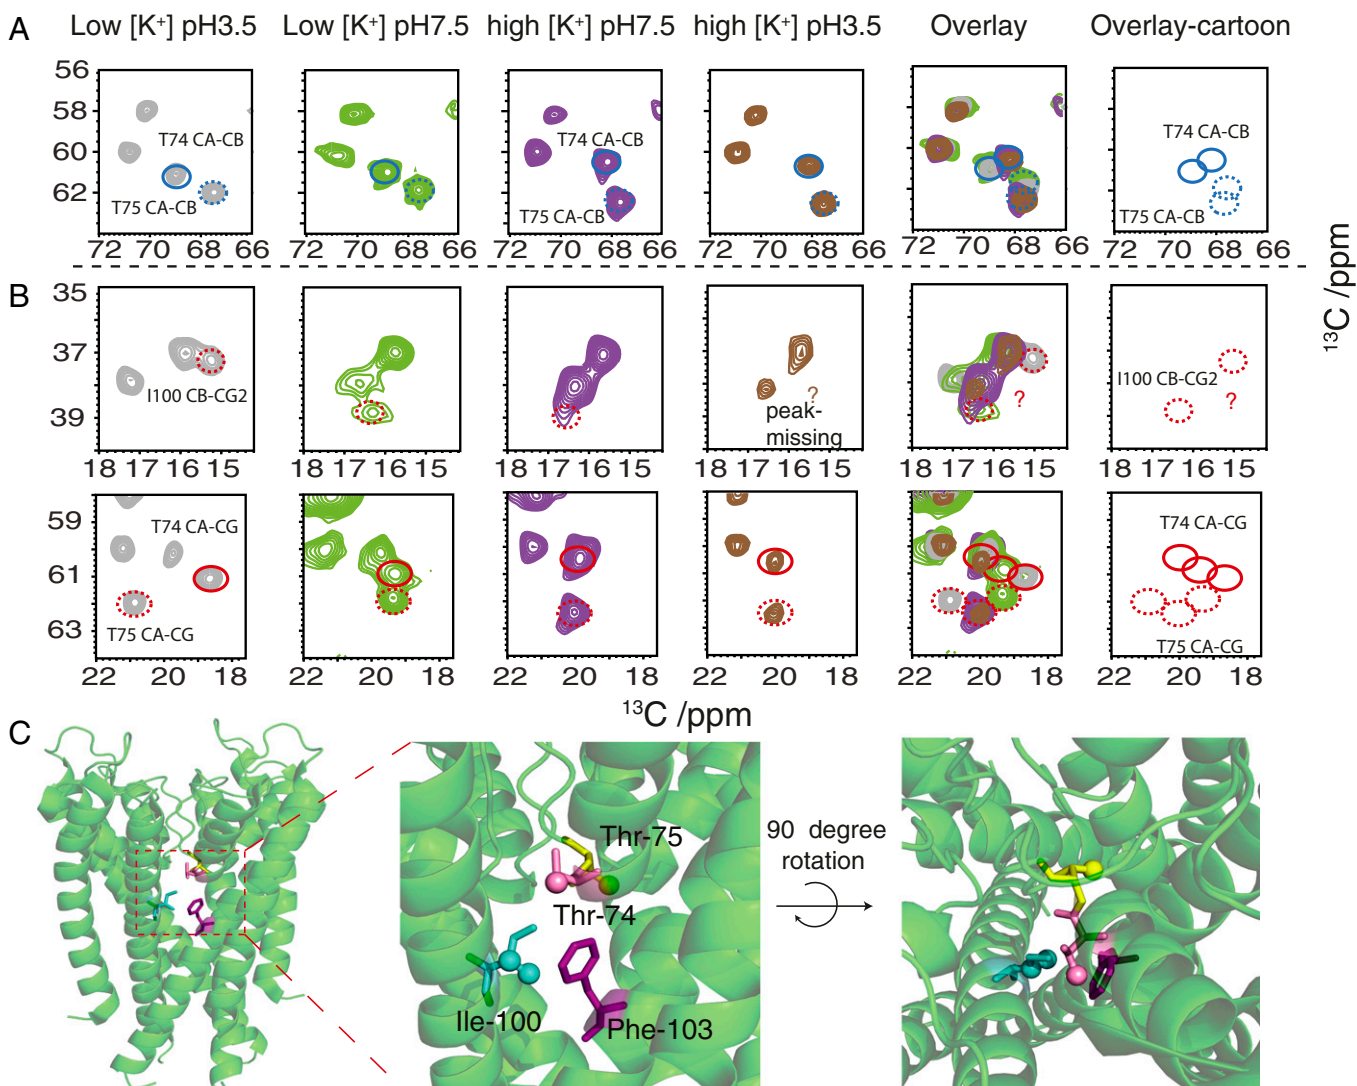 A
Low [K+] pH3.5
Low [K+] pH7.5
high [K+] pH7.5
high [K+] pH3.5
Overlay
Overlay-cartoon
56
58
60
62
T74 CA-CB
T75 CA-CB
T74 CA-CB
T75 CA-CB
T74 CA-CB
T75 CA-CB
72 70 68 66
72 70 68 66
72 70 68 66
72 70 68 66
72 70 68 66
72 70 68 66
13C /ppm
B
35
37
39
I100 CB-CG2
?
peak-
missing
?
I100 CB-CG2
?
18 17 16 15
18 17 16 15
18 17 16 15
18 17 16 15
18 17 16 15
18 17 16 15
59
61
63
T74 CA-CG
T75 CA-CG
T74 CA-CG
T75 CA-CG
22 20 18
22 20 18
22 20 18
22 20 18
22 20 18
22 20 18
13C /ppm
C
Thr-75
Thr-74
Ile-100
Phe-103
90 degree
rotation